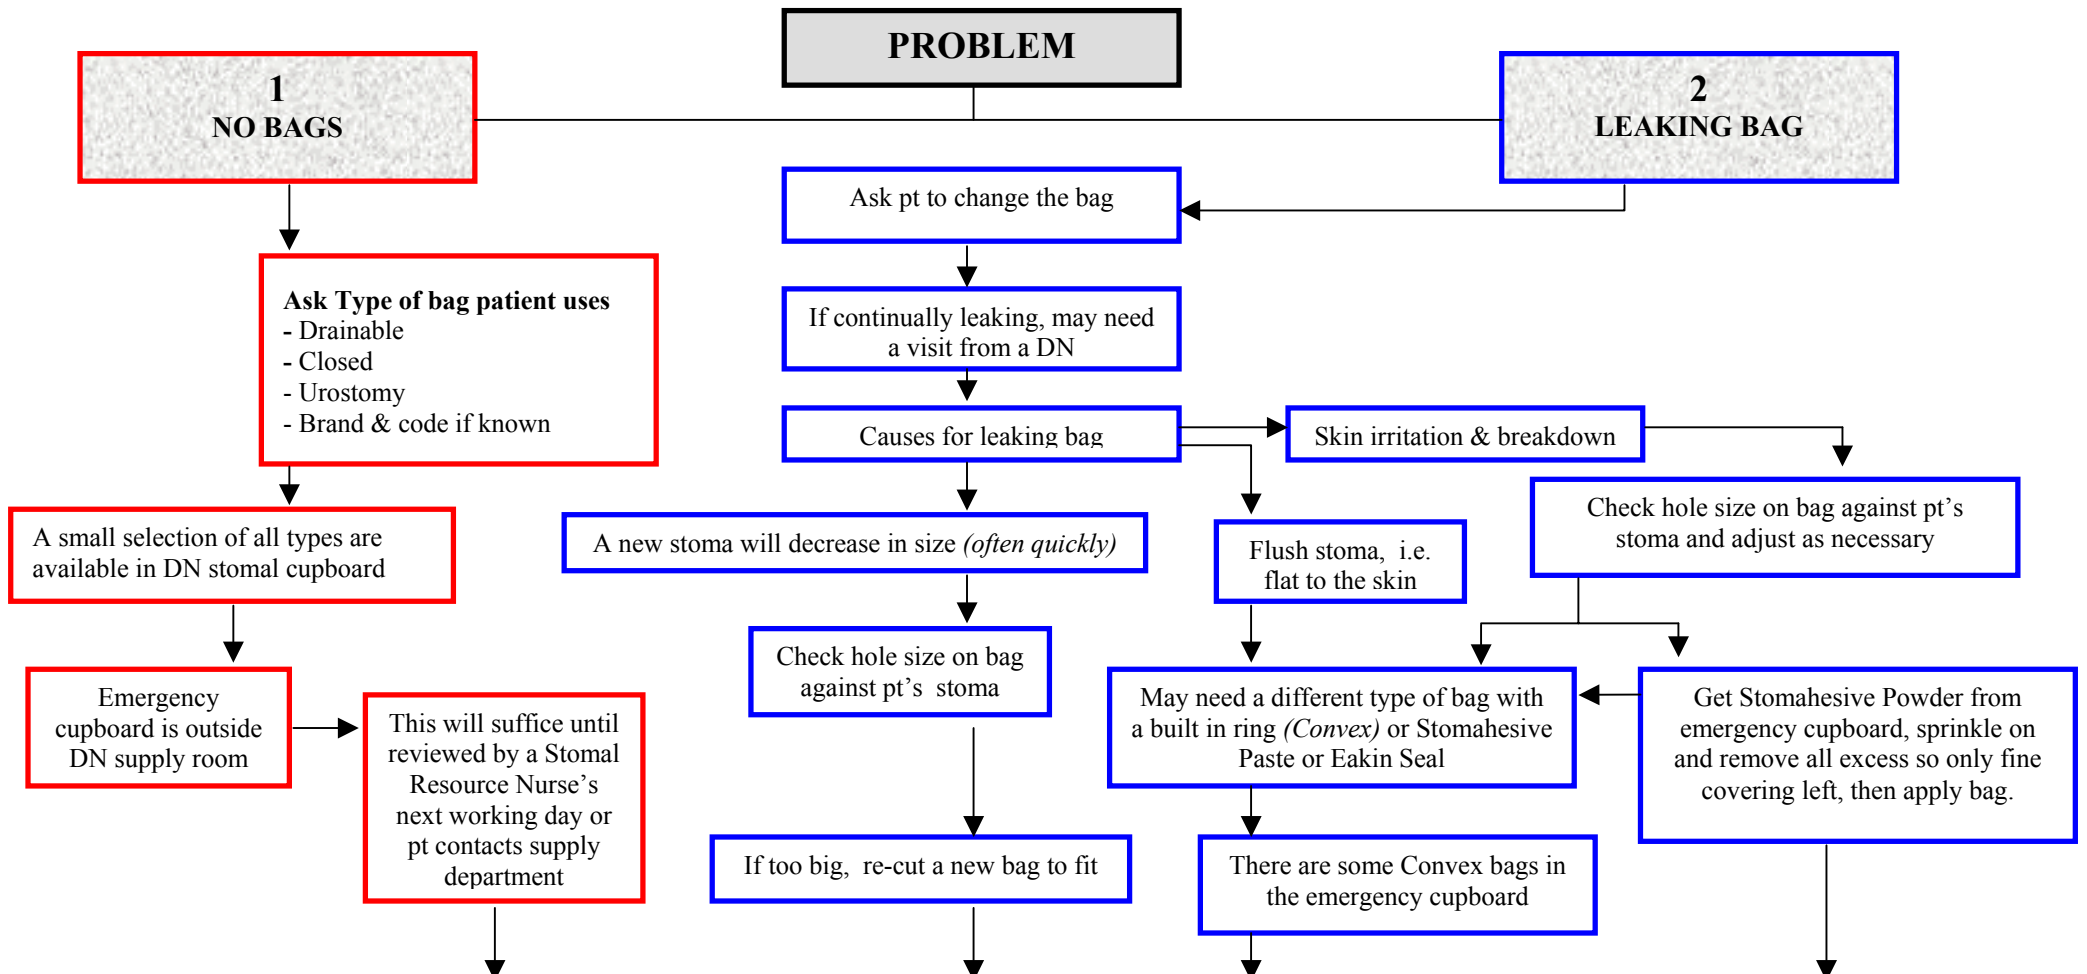 PROBLEM
1
NO BAGS
2
LEAKING BAG
Ask pt to change the bag
Ask Type of bag patient uses
- Drainable
- Closed
- Urostomy
- Brand & code if known
If continually leaking, may need
a visit from a DN
Causes for leaking bag
Skin irritation & breakdown
A small selection of all types are
available in DN stomal cupboard
A new stoma will decrease in size (often quickly)
Flush stoma, i.e.
flat to the skin
Check hole size on bag against pt's
stoma and adjust as necessary
Emergency
cupboard is outside
DN supply room
This will suffice until
reviewed by a Stomal
Resource Nurse's
next working day or
pt contacts supply
department
Check hole size on bag
against pt's stoma
May need a different type of bag with
a built in ring (Convex) or Stomahesive
Paste or Eakin Seal
Get Stomahesive Powder from
emergency cupboard, sprinkle on
and remove all excess so only fine
covering left, then apply bag.
If too big, re-cut a new bag to fit
There are some Convex bags in
the emergency cupboard